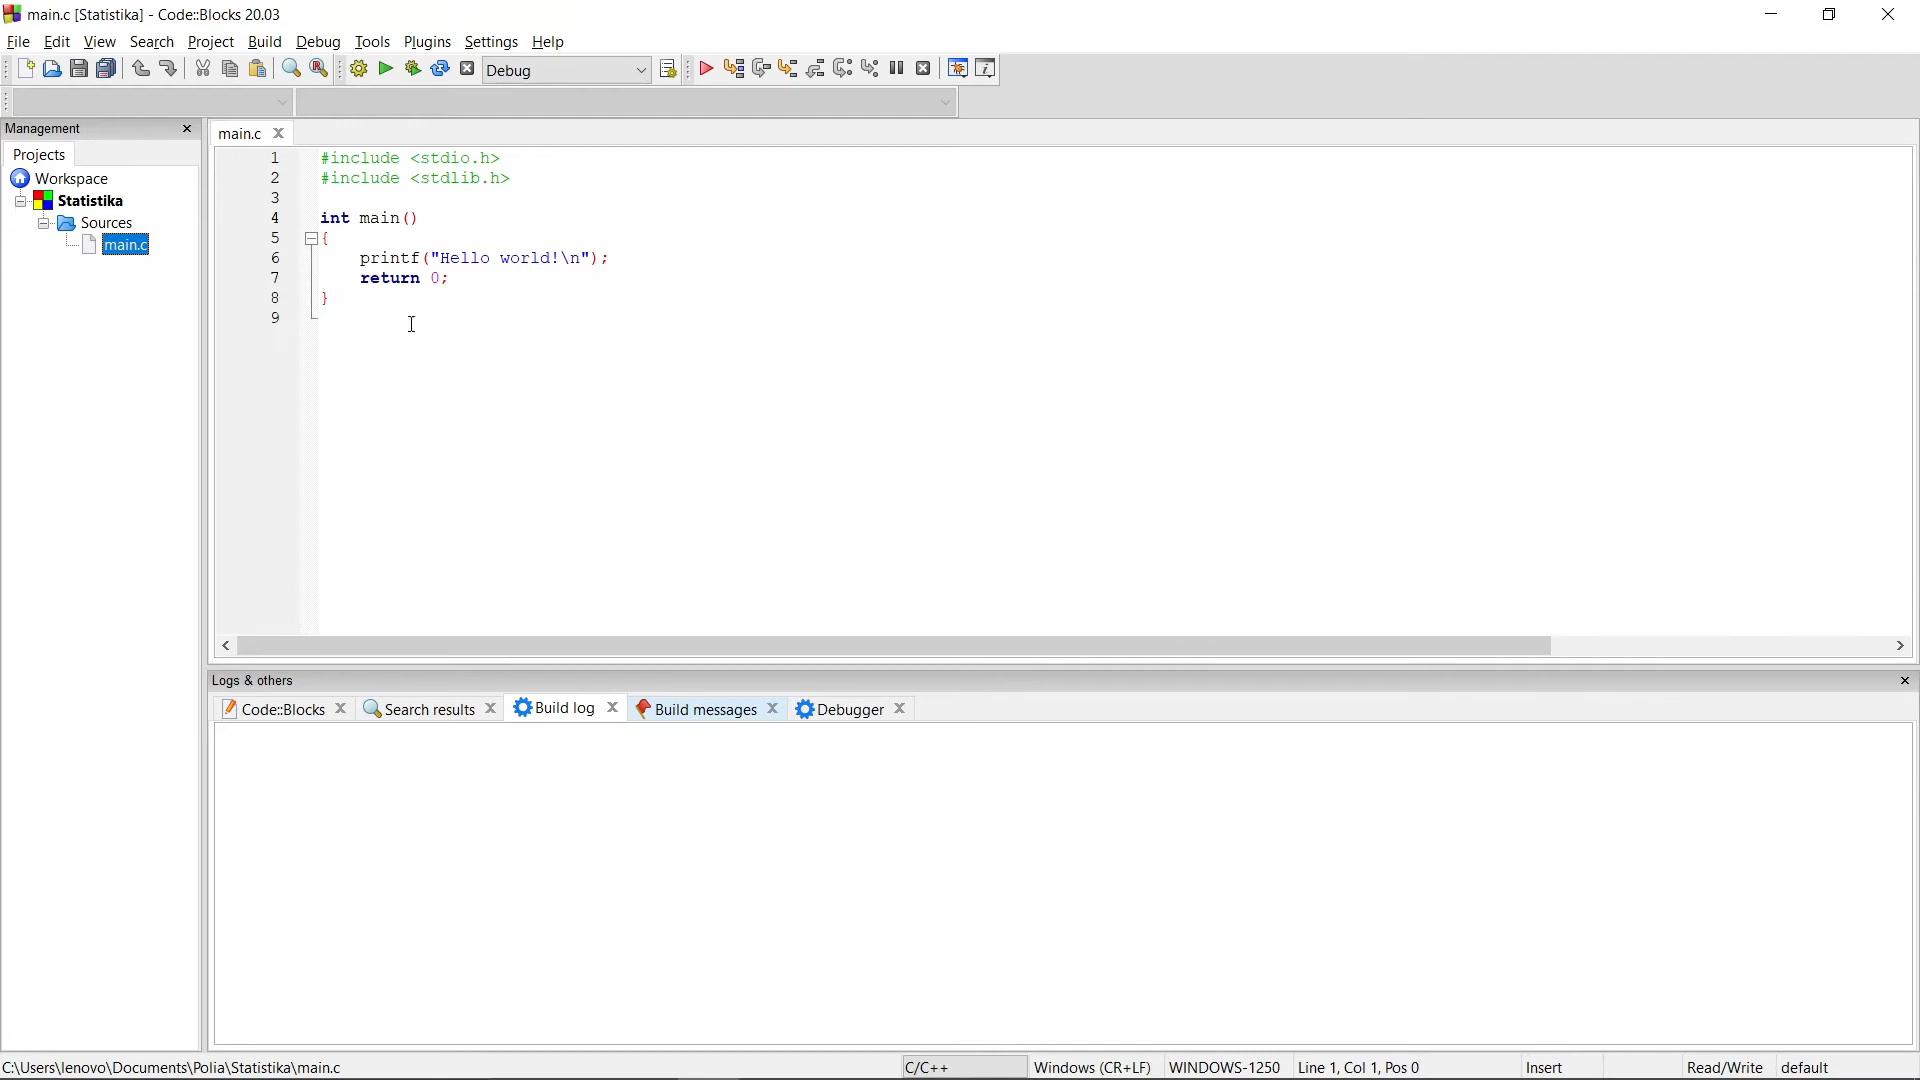 main.c [Statistika] - Code::Blocks 20.03
File Edit View Search Project Build Debug Tools Plugins Settings Help
Debug
Management
main.c
Projects
Workspace
Statistika
Sources
main.c
1 #include <stdio.h>
2 #include <stdlib.h>
3
4 int main()
5 {
6 printf("Hello world!\n");
7 return 0;
8 }
9
Logs & others
Code::Blocks Search results Build log Build messages Debugger
C:\Users\lenovo\Documents\Polia\Statistika\main.c C/C++ Windows (CR+LF) WINDOWS-1250 Line 1, Col 1, Pos 0 Insert Read/Write default